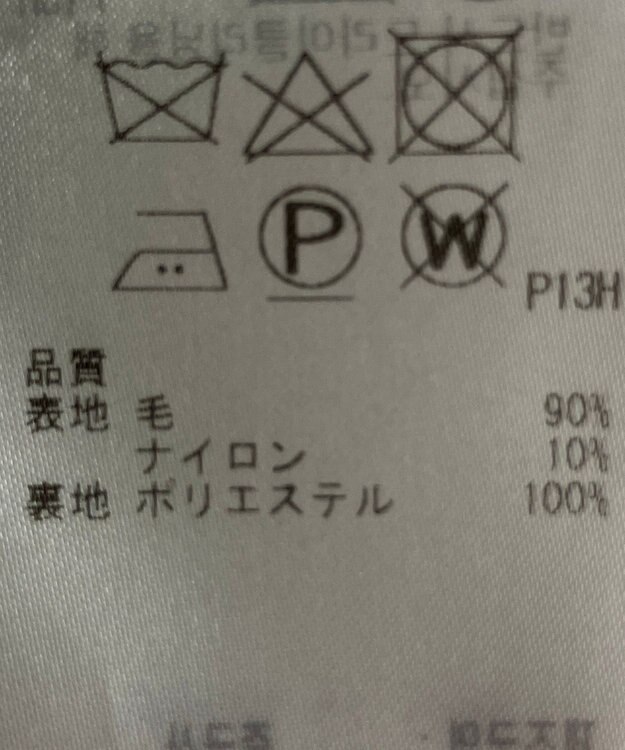 P
W
P13H
品質
表地 毛 90%
ナイロン 10%
裏地 ポリエステル 100%